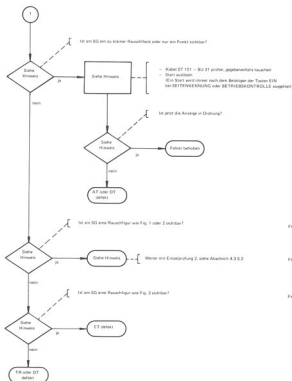 1
Ist am SG ein zu kleiner Rauschfleck oder nur ein Punkt sichtbar?
Siehe
Hinweis
ja
Siehe Hinweis
– Kabel ET 101 – BU 21 prüfen, gegebenenfalls tauschen
– Start auslösen
(Ein Start wird immer nach dem Betätigen der Tasten EIN
bei SEITENKENNUNG oder BETRIEBSKONTROLLE ausgelöst)
nein
Ist jetzt die Anzeige in Ordnung?
Siehe
Hinweis
ja
Fehler behoben
nein
AT oder DT
defekt
Ist am SG eine Rauschfigur wie Fig. 1 oder 2 sichtbar?
Siehe
Hinweis
ja
Siehe Hinweis
Weiter mit Einsatzprüfung 2, siehe Abschnitt 4.3.5.2
nein
Ist am SG eine Rauschfigur wie Fig. 3 sichtbar?
Siehe
Hinweis
ja
ET defekt
nein
TR oder DT
defekt